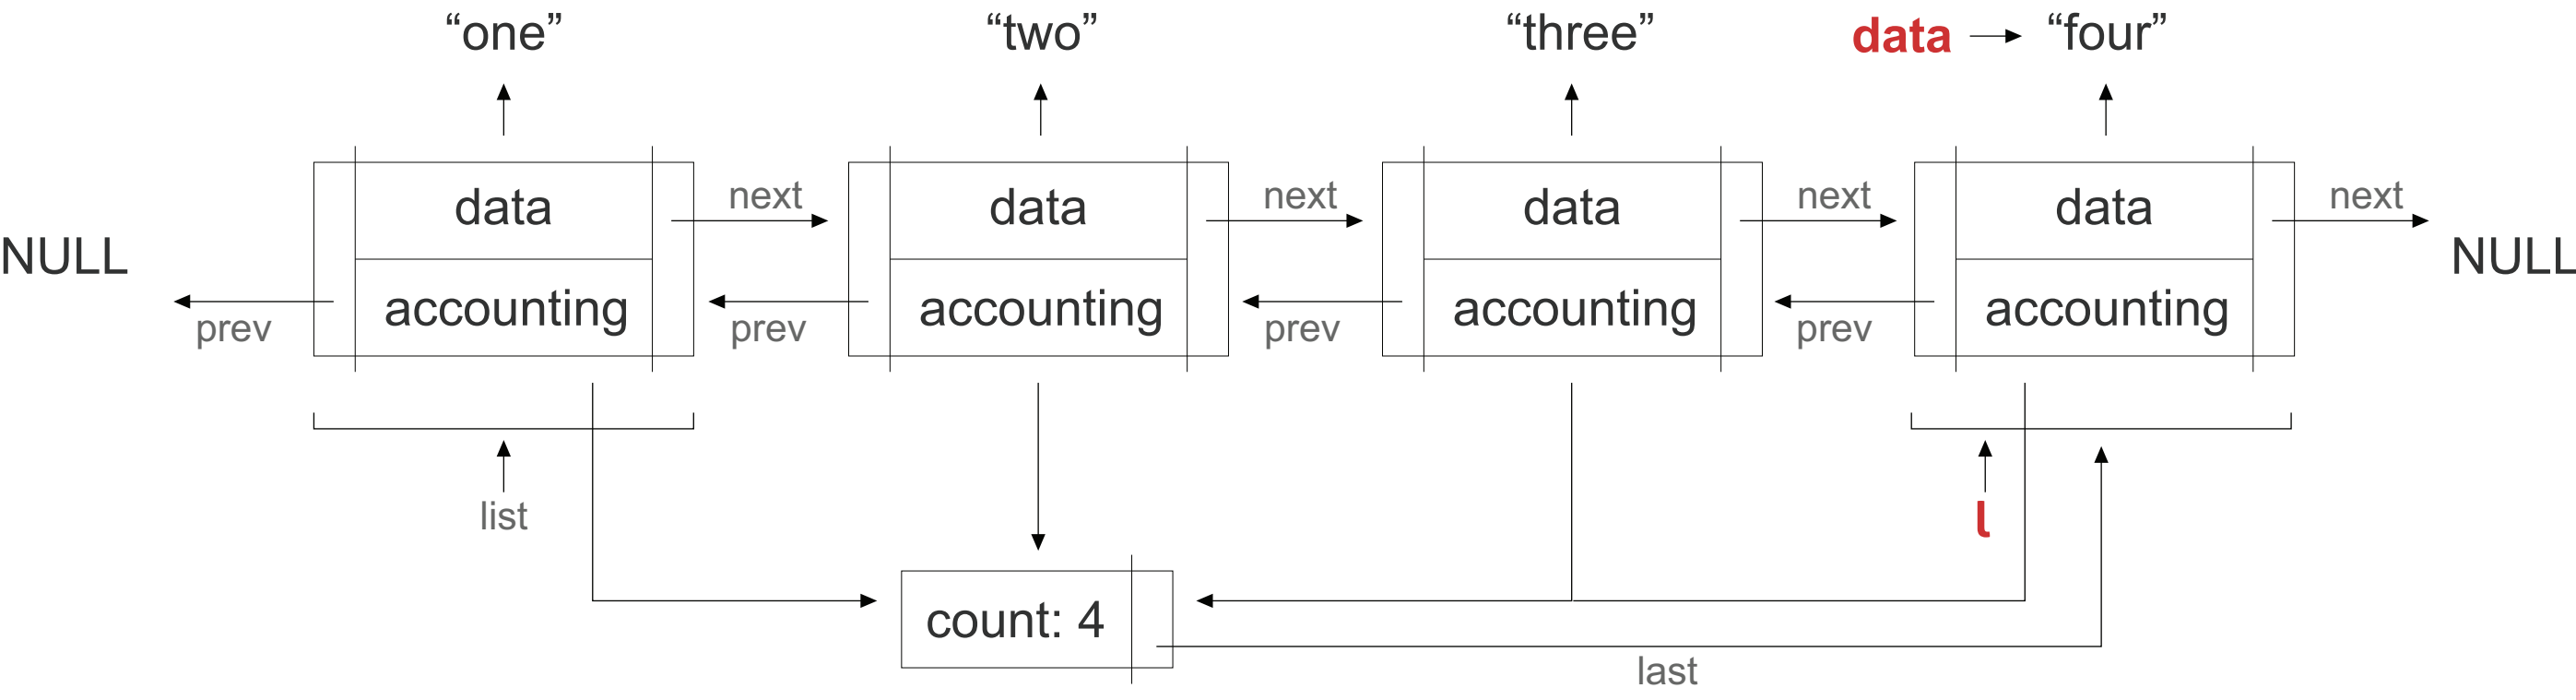 “one”
“two”
“three”
data
“four”
data
next
data
next
data
next
data
next
NULL
NULL
prev
accounting
prev
accounting
prev
accounting
prev
accounting
list
l
count: 4
last